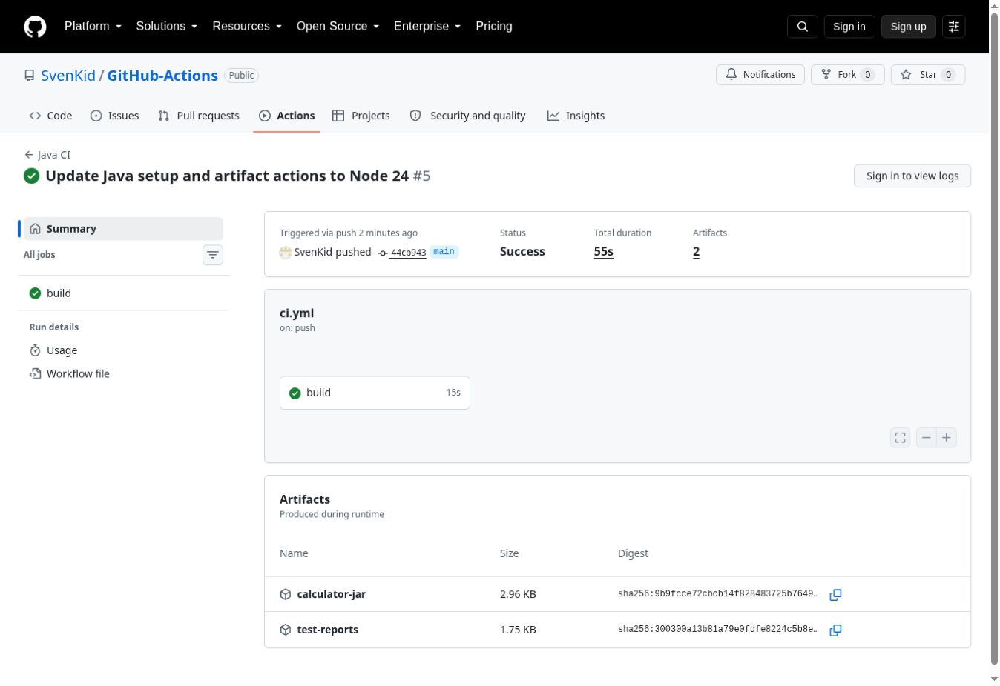 Platform Solutions Resources Open Source Enterprise Pricing Sign in Sign up
SvenKid / GitHub-Actions Public Notifications Fork 0 Star 0
Code Issues Pull requests Actions Projects Security and quality Insights
Java CI
Update Java setup and artifact actions to Node 24 #5
Sign in to view logs
Summary
All jobs
build
Run details
Usage
Workflow file
Triggered via push 2 minutes ago Status Total duration Artifacts
SvenKid pushed 44cb943 main Success 55s 2
ci.yml
on: push
build 15s
Artifacts
Produced during runtime
Name Size Digest
calculator-jar 2.96 KB sha256:9b9fcce72cbcb14f828483725b7649…
test-reports 1.75 KB sha256:300300a13b81a79e0fdfe8224c5b8e…